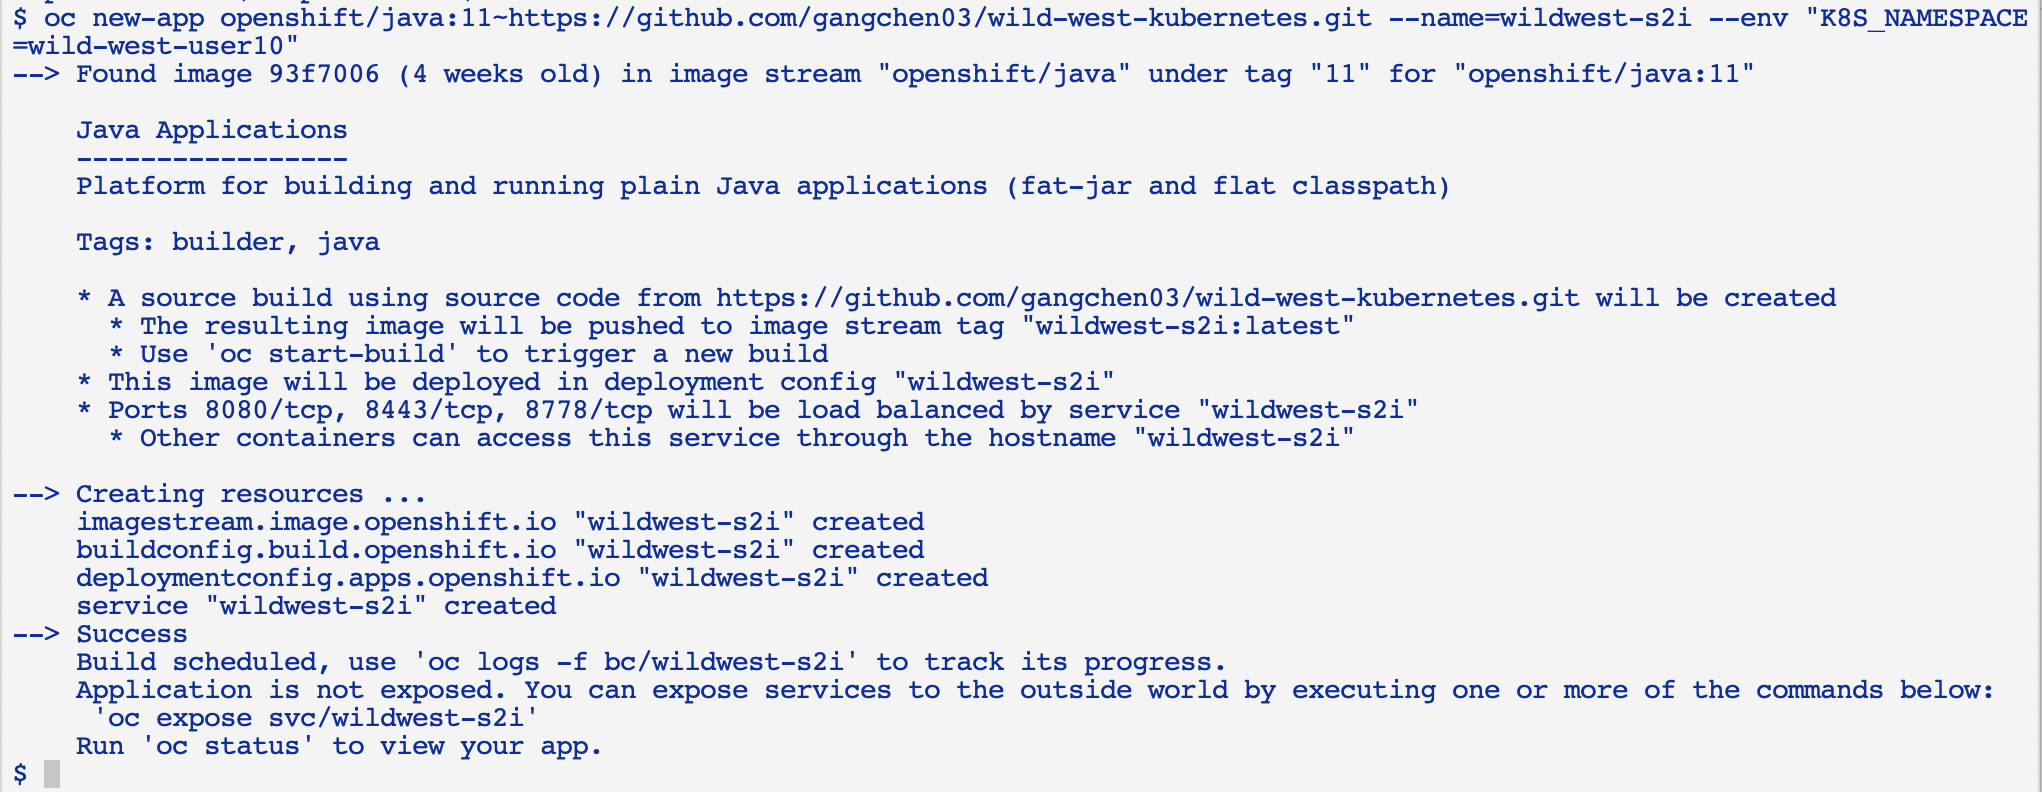 $ oc new-app openshift/java:11~https://github.com/gangchen03/wild-west-kubernetes.git --name=wildwest-s2i --env "K8S_NAMESPACE
=wild-west-user10"
--> Found image 93f7006 (4 weeks old) in image stream "openshift/java" under tag "11" for "openshift/java:11"
Java Applications
-----------------
Platform for building and running plain Java applications (fat-jar and flat classpath)
Tags: builder, java
* A source build using source code from https://github.com/gangchen03/wild-west-kubernetes.git will be created
* The resulting image will be pushed to image stream tag "wildwest-s2i:latest"
* Use 'oc start-build' to trigger a new build
* This image will be deployed in deployment config "wildwest-s2i"
* Ports 8080/tcp, 8443/tcp, 8778/tcp will be load balanced by service "wildwest-s2i"
* Other containers can access this service through the hostname "wildwest-s2i"
--> Creating resources ...
imagestream.image.openshift.io "wildwest-s2i" created
buildconfig.build.openshift.io "wildwest-s2i" created
deploymentconfig.apps.openshift.io "wildwest-s2i" created
service "wildwest-s2i" created
--> Success
Build scheduled, use 'oc logs -f bc/wildwest-s2i' to track its progress.
Application is not exposed. You can expose services to the outside world by executing one or more of the commands below:
'oc expose svc/wildwest-s2i'
Run 'oc status' to view your app.
$